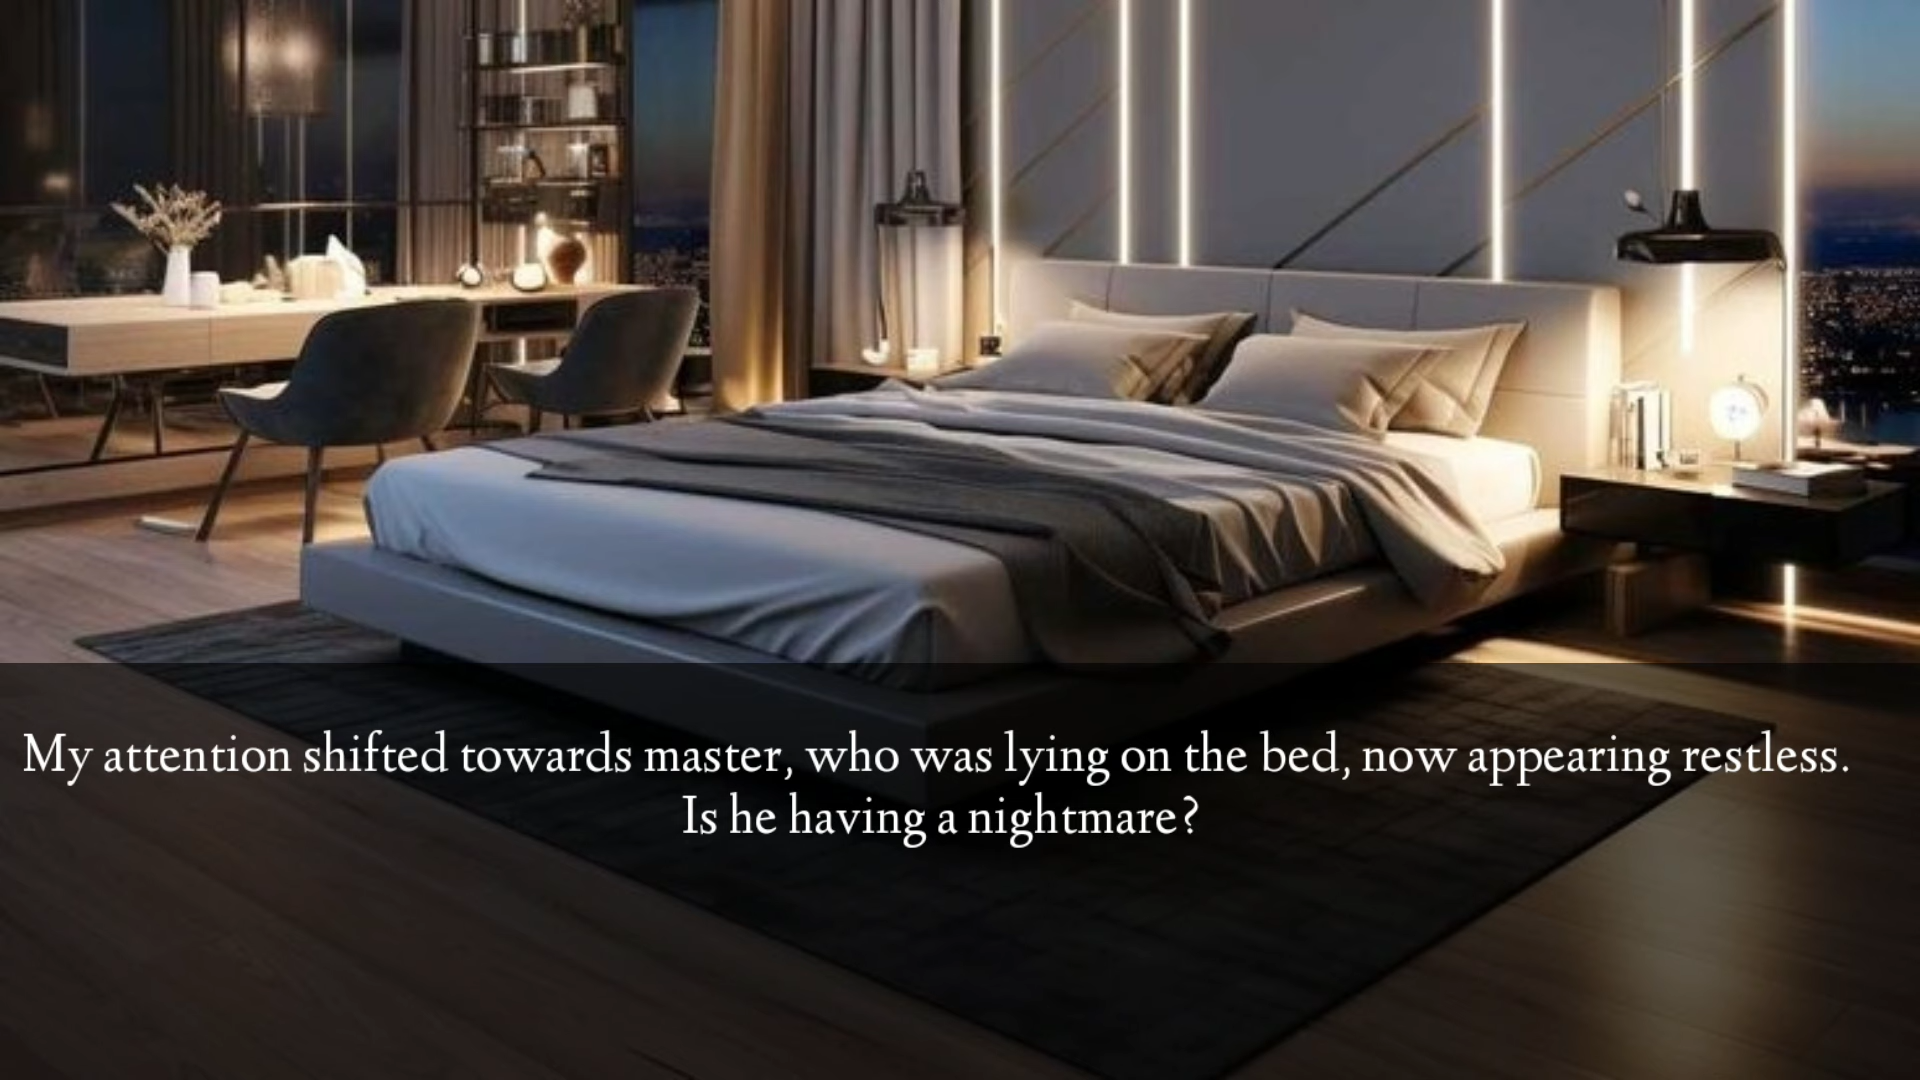 My attention shifted towards master, who was lying on the bed, now appearing restless.
Is he having a nightmare?